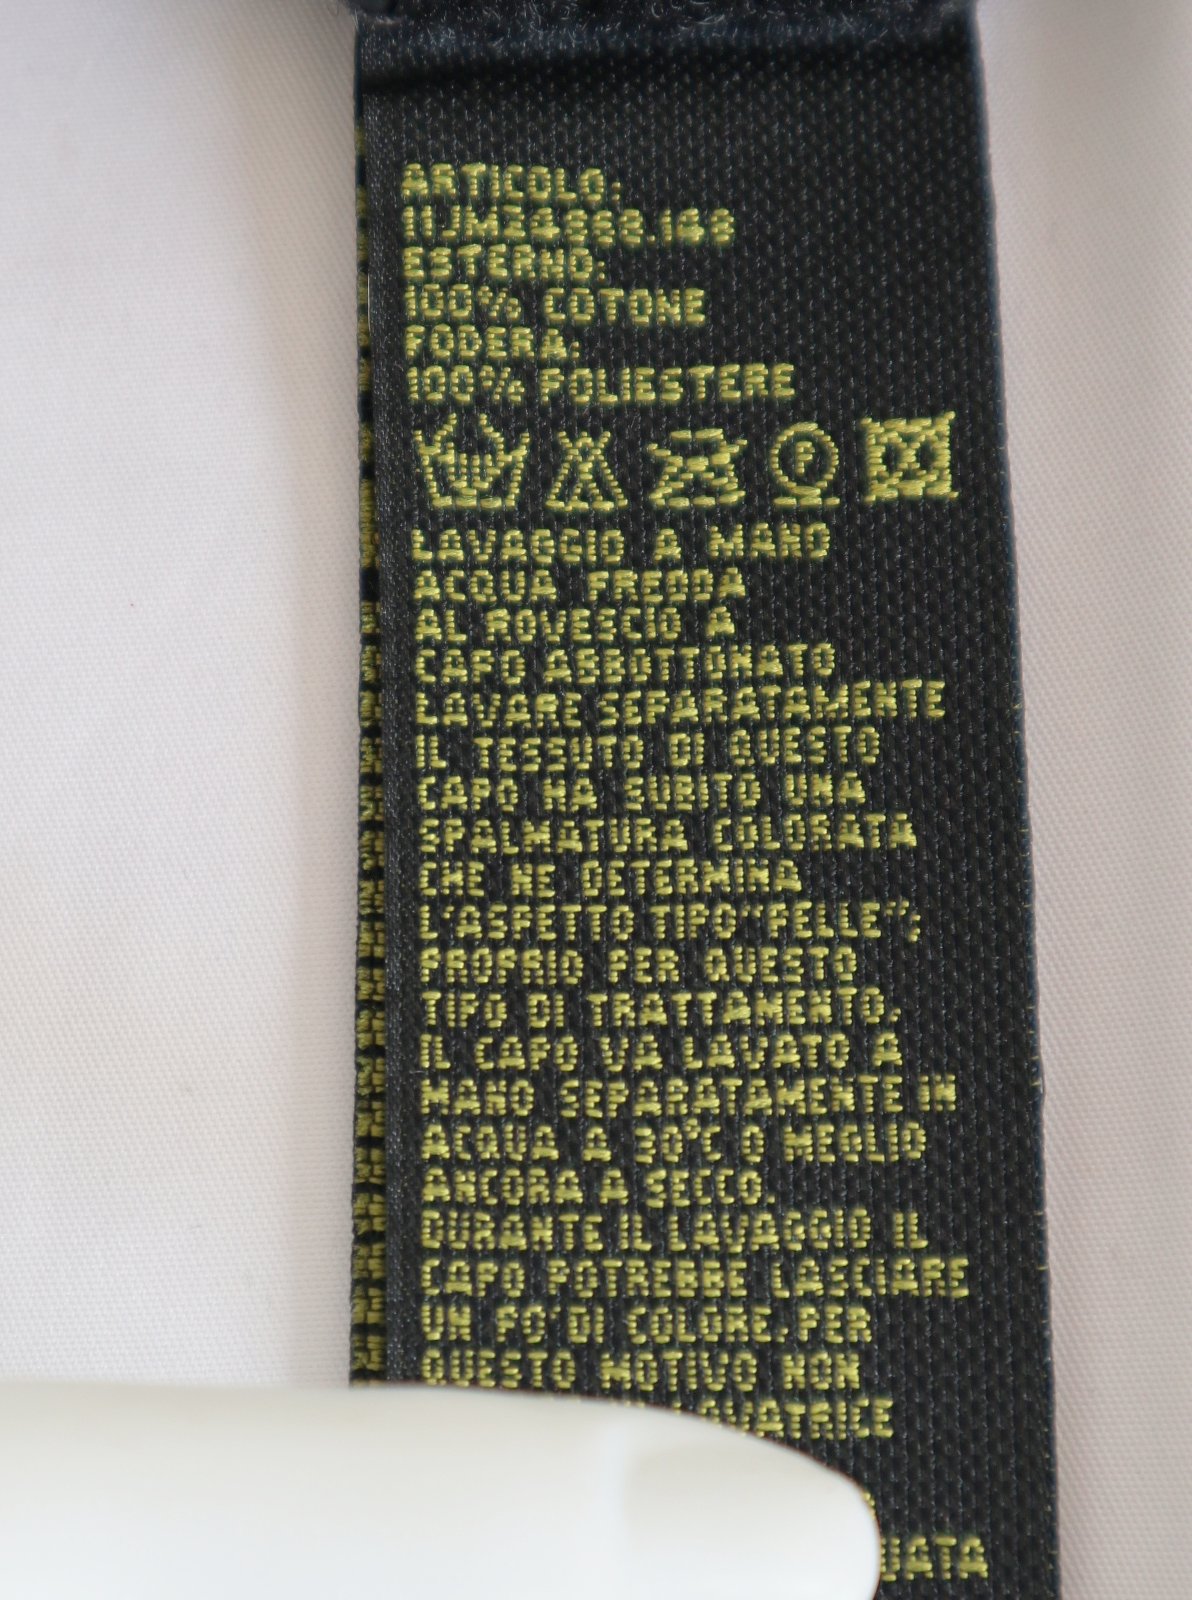 ARTICOLO:
ESTERNO:
100% COTONE
FODERA:
100% POLIESTERE
P
LAVAGGIO A MANO
ACQUA FREDDA
AL ROVESCIO A
CAPO ABBOTTONATO
LAVARE SEPARATAMENTE
IL TESSUTO DI QUESTO
CAPO HA SUBITO UNA
SPALMATURA COLORATA
CHE NE DETERMINA
L'ASPETTO TIPO "PELLE";
PROPRIO PER QUESTO
TIPO DI TRATTAMENTO,
IL CAPO VA LAVATO A
MANO SEPARATAMENTE IN
ACQUA A 30°C O MEGLIO
ANCORA A SECCO.
DURANTE IL LAVAGGIO IL
CAPO POTREBBE LASCIARE
UN PO' DI COLORE, PER
QUESTO MOTIVO NON